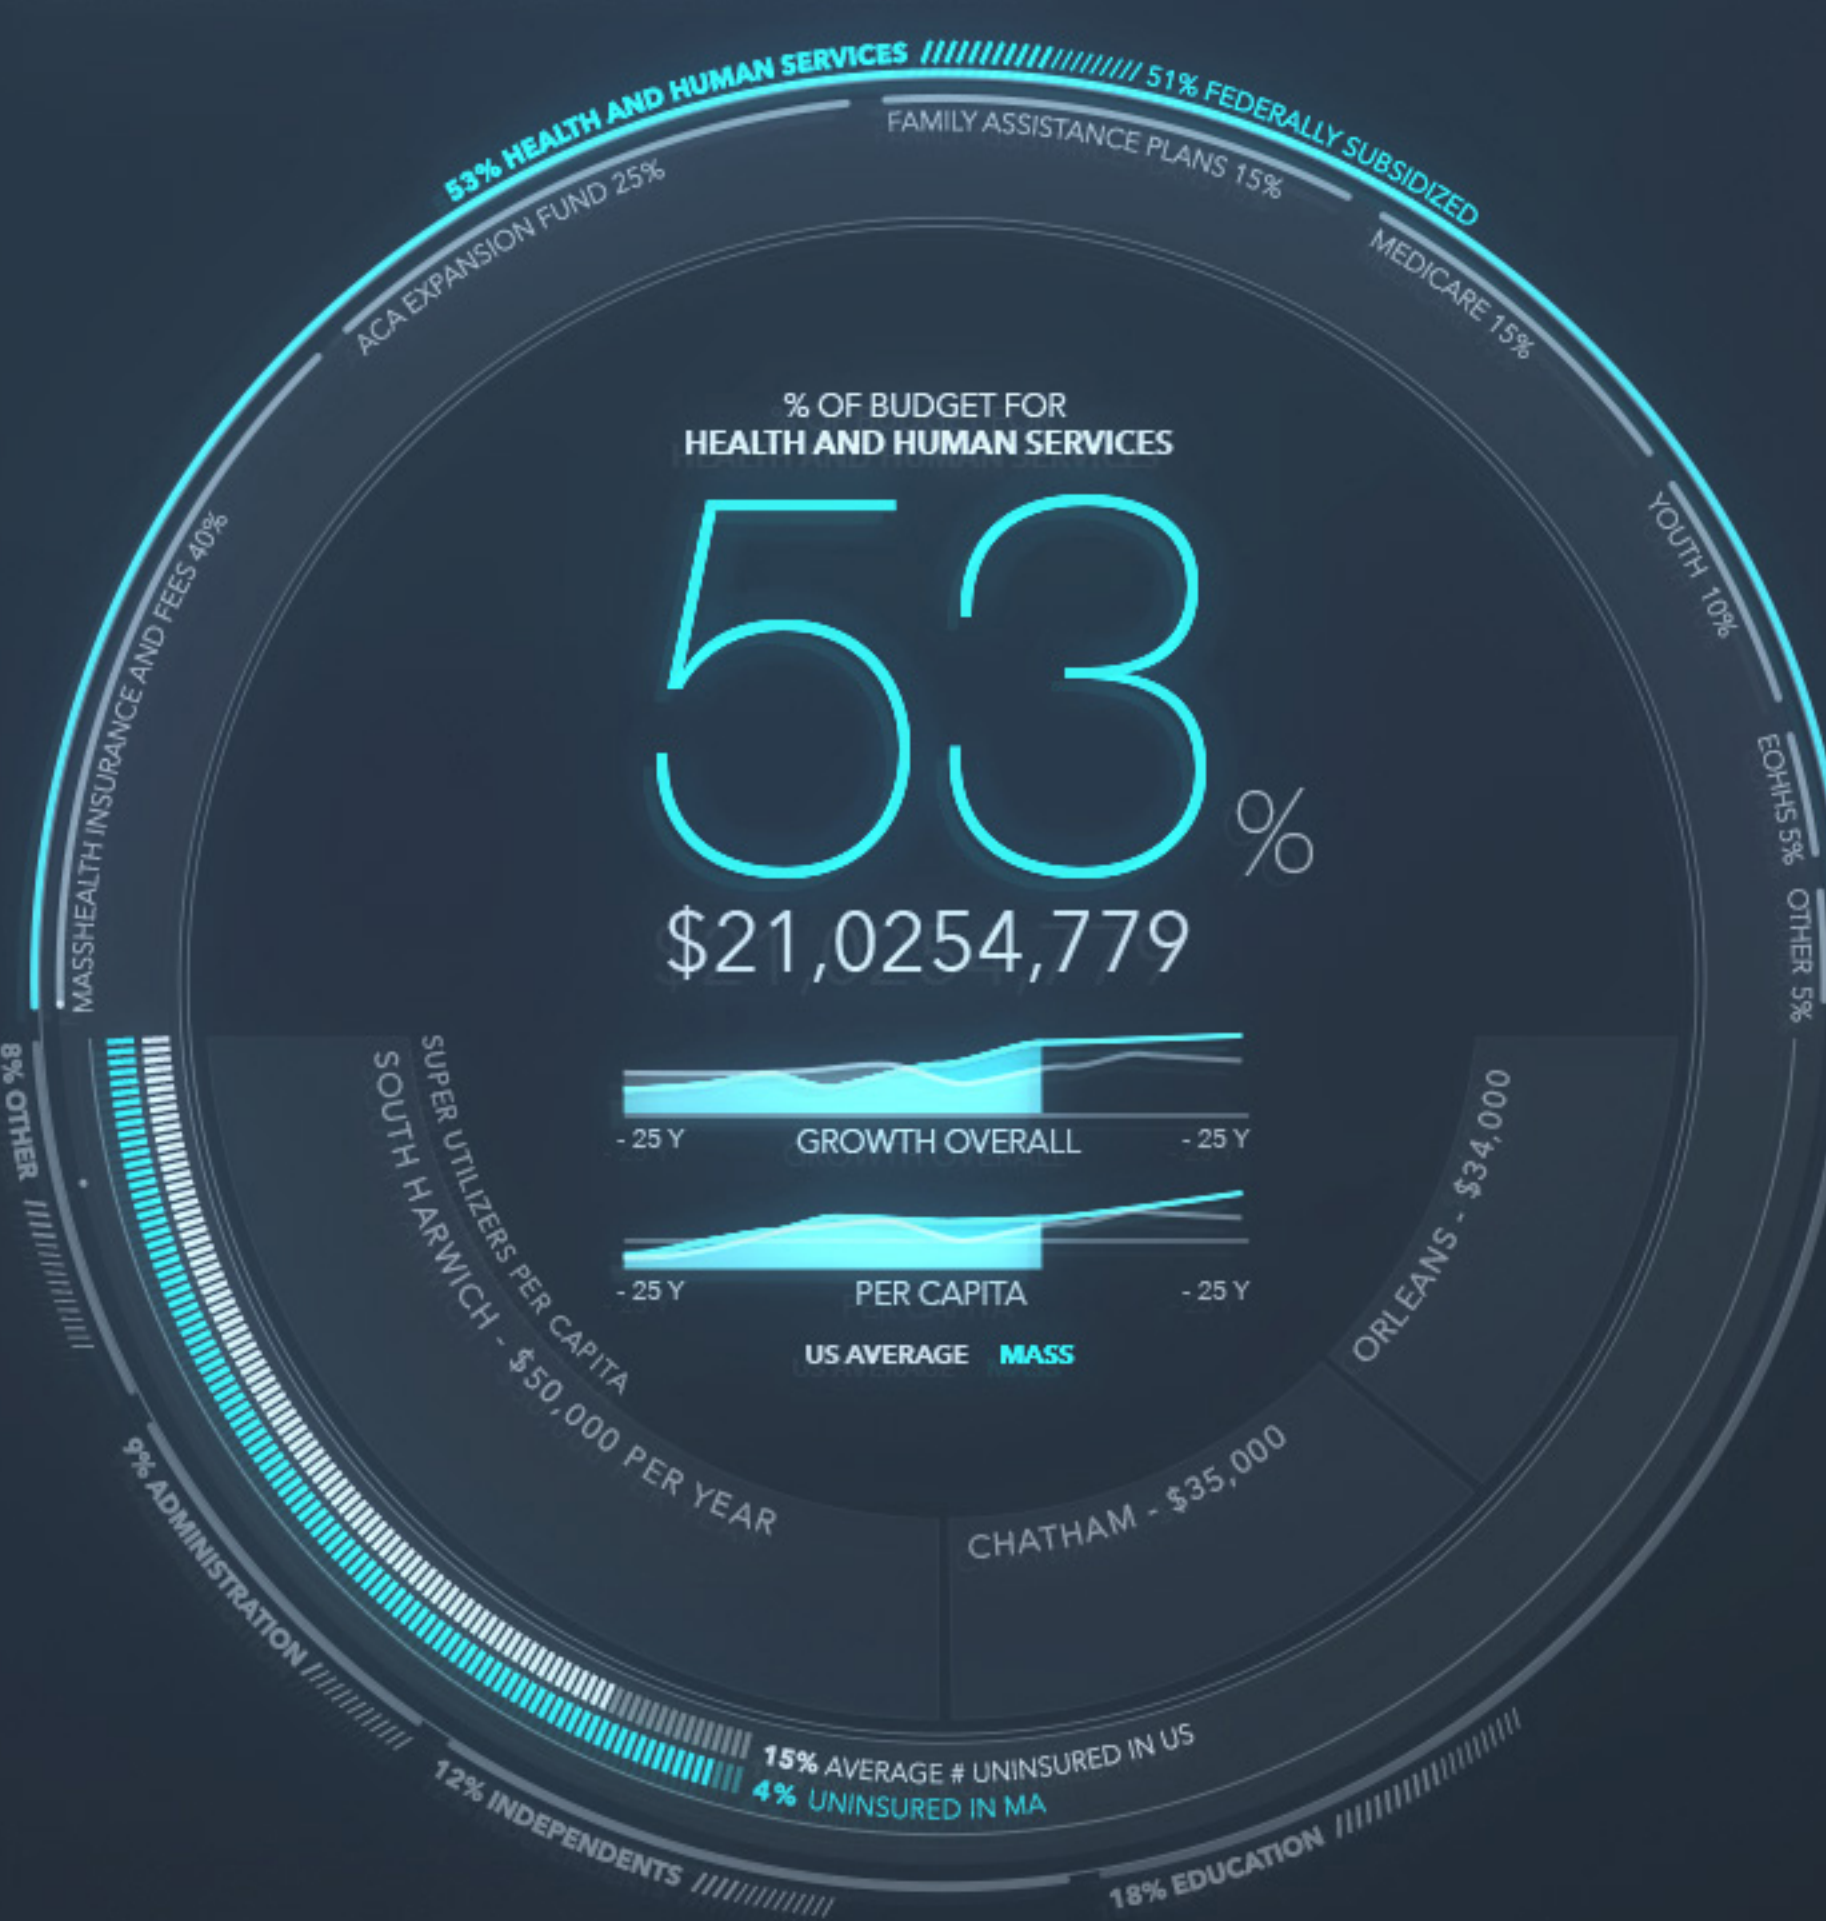 53% HEALTH AND HUMAN SERVICES
51% FEDERALLY SUBSIDIZED
MASSHEALTH INSURANCE AND FEES 40%
ACA EXPANSION FUND 25%
FAMILY ASSISTANCE PLANS 15%
MEDICARE 15%
YOUTH 10%
EOHHS 5%
OTHER 5%
% OF BUDGET FOR
HEALTH AND HUMAN SERVICES
53%
$21,0254,779
- 25 Y GROWTH OVERALL - 25 Y
- 25 Y PER CAPITA - 25 Y
US AVERAGE MASS
SUPER UTILIZERS PER CAPITA
SOUTH HARWICH - $50,000 PER YEAR
CHATHAM - $35,000
ORLEANS - $34,000
15% AVERAGE # UNINSURED IN US
4% UNINSURED IN MA
8% OTHER
9% ADMINISTRATION
12% INDEPENDENTS
18% EDUCATION